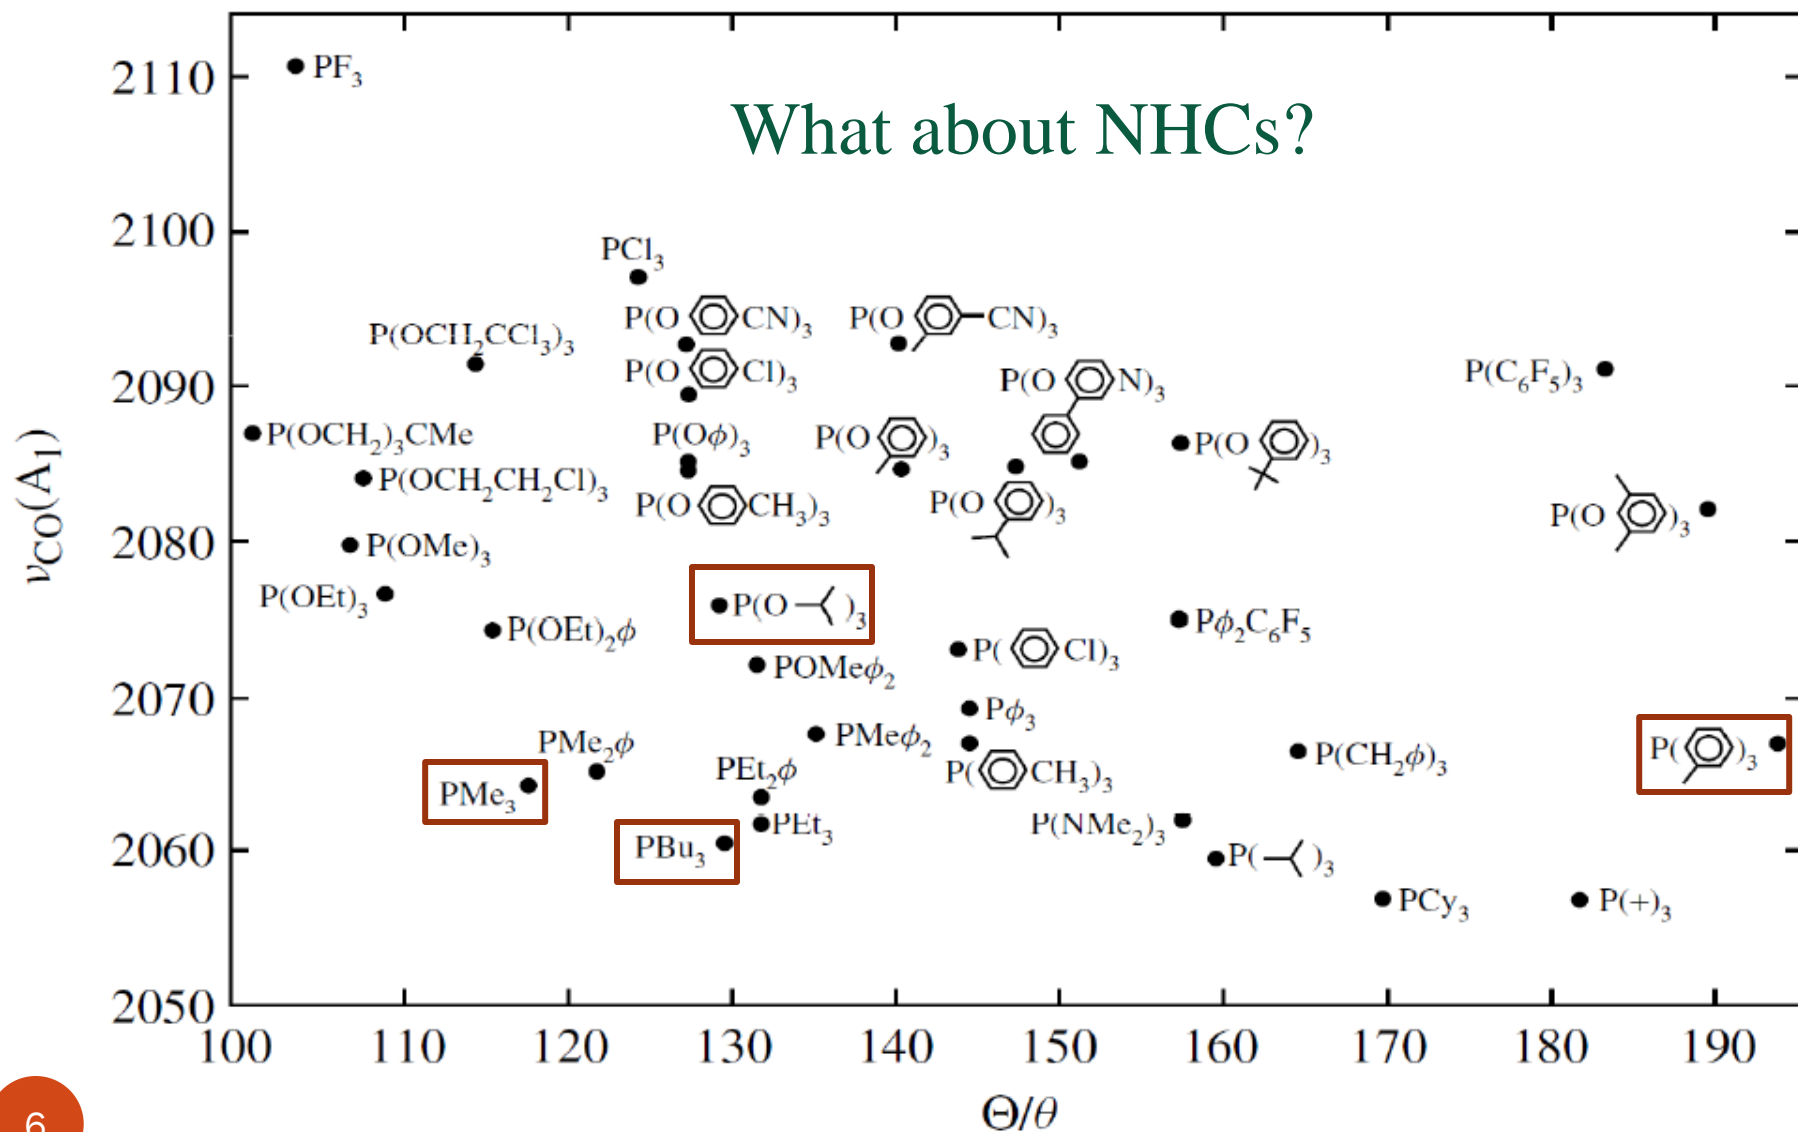 What about NHCs?
2110
2100
2090
2080
2070
2060
2050
ν_CO(A₁)
PF₃
PCl₃
P(OCH₂CCl₃)₃
P(O CN)₃
P(O CN)₃
P(O Cl)₃
P(C₆F₅)₃
P(O N)₃
P(OCH₂)₃CMe
P(Oϕ)₃
P(O )₃
P(O )₃
P(OCH₂CH₂Cl)₃
P(O CH₃)₃
P(O )₃
P(O )₃
P(OMe)₃
P(OEt)₃
P(O )₃
P(OEt)₂ϕ
Pϕ₂C₆F₅
P( Cl)₃
POMeϕ₂
Pϕ₃
PMeϕ₂
PMe₂ϕ
P(CH₂ϕ)₃
P( )₃
PEt₂ϕ
P( CH₃)₃
PMe₃
PEt₃
P(NMe₂)₃
PBu₃
P( )₃
PCy₃
P(+)₃
100 110 120 130 140 150 160 170 180 190
Θ/θ
6